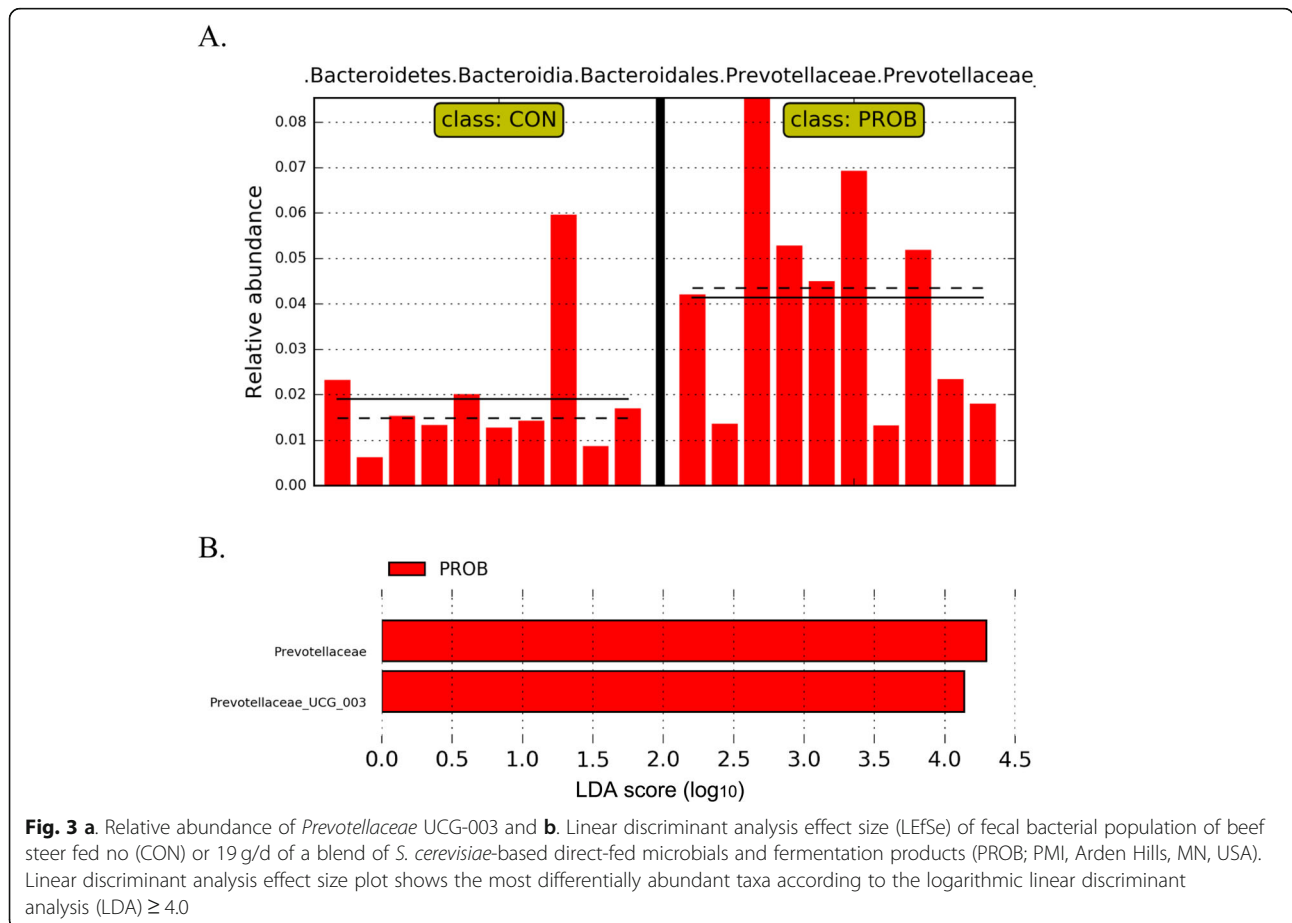 A.
.Bacteroidetes.Bacteroidia.Bacteroidales.Prevotellaceae.Prevotellaceae_
class: CON
class: PROB
Relative abundance
0.08
0.07
0.06
0.05
0.04
0.03
0.02
0.01
0.00
B.
PROB
Prevotellaceae
Prevotellaceae_UCG_003
0.0 0.5 1.0 1.5 2.0 2.5 3.0 3.5 4.0 4.5
LDA score (log10)
Fig. 3 a. Relative abundance of Prevotellaceae UCG-003 and b. Linear discriminant analysis effect size (LEfSe) of fecal bacterial population of beef
steer fed no (CON) or 19 g/d of a blend of S. cerevisiae-based direct-fed microbials and fermentation products (PROB; PMI, Arden Hills, MN, USA).
Linear discriminant analysis effect size plot shows the most differentially abundant taxa according to the logarithmic linear discriminant
analysis (LDA) ≥ 4.0